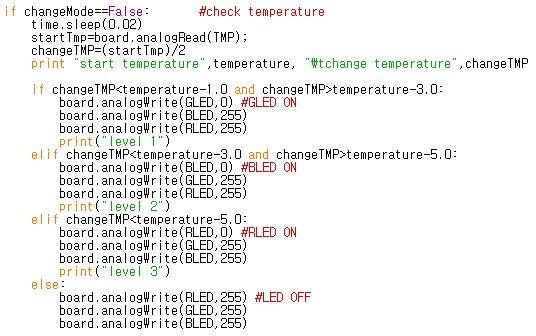 if changeMode==False:        #check temperature
    time.sleep(0.02)
    startTmp=board.analogRead(TMP);
    changeTMP=(startTmp)/2
    print "start temperature",temperature, "₩tchange temperature",changeTMP

    if changeTMP<temperature-1.0 and changeTMP>temperature-3.0:
        board.analogWrite(GLED,0) #GLED ON
        board.analogWrite(BLED,255)
        board.analogWrite(RLED,255)
        print("level 1")
    elif changeTMP<temperature-3.0 and changeTMP>temperature-5.0:
        board.analogWrite(BLED,0) #BLED ON
        board.analogWrite(GLED,255)
        board.analogWrite(RLED,255)
        print("level 2")
    elif changeTMP<temperature-5.0:
        board.analogWrite(RLED,0) #RLED ON
        board.analogWrite(GLED,255)
        board.analogWrite(BLED,255)
        print("level 3")
    else:
        board.analogWrite(RLED,255) #LED OFF
        board.analogWrite(GLED,255)
        board.analogWrite(BLED,255)